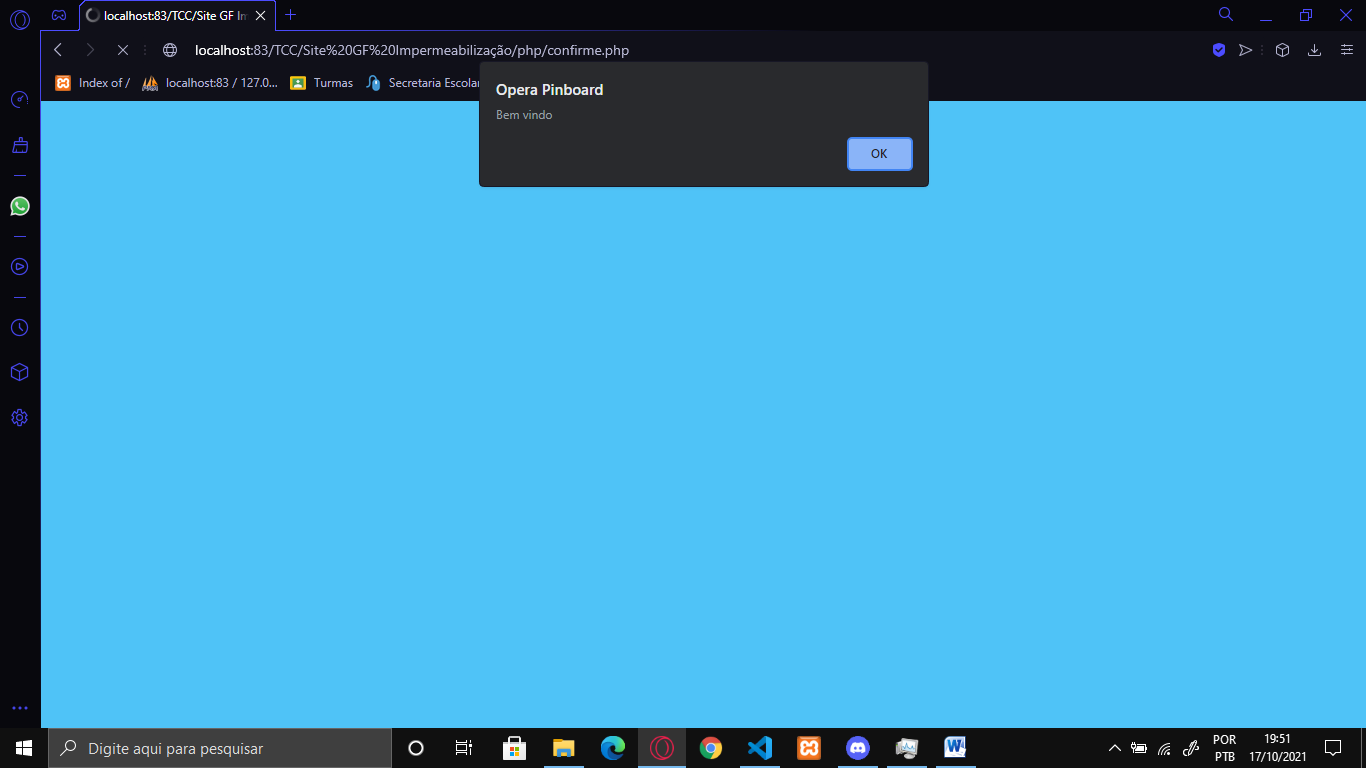 localhost:83/TCC/Site GF Im
localhost:83/TCC/Site%20GF%20Impermeabilização/php/confirme.php
Index of /
localhost:83 / 127.0...
Turmas
Secretaria Escolar
Opera Pinboard
Bem vindo
OK
Digite aqui para pesquisar
POR
PTB
19:51
17/10/2021